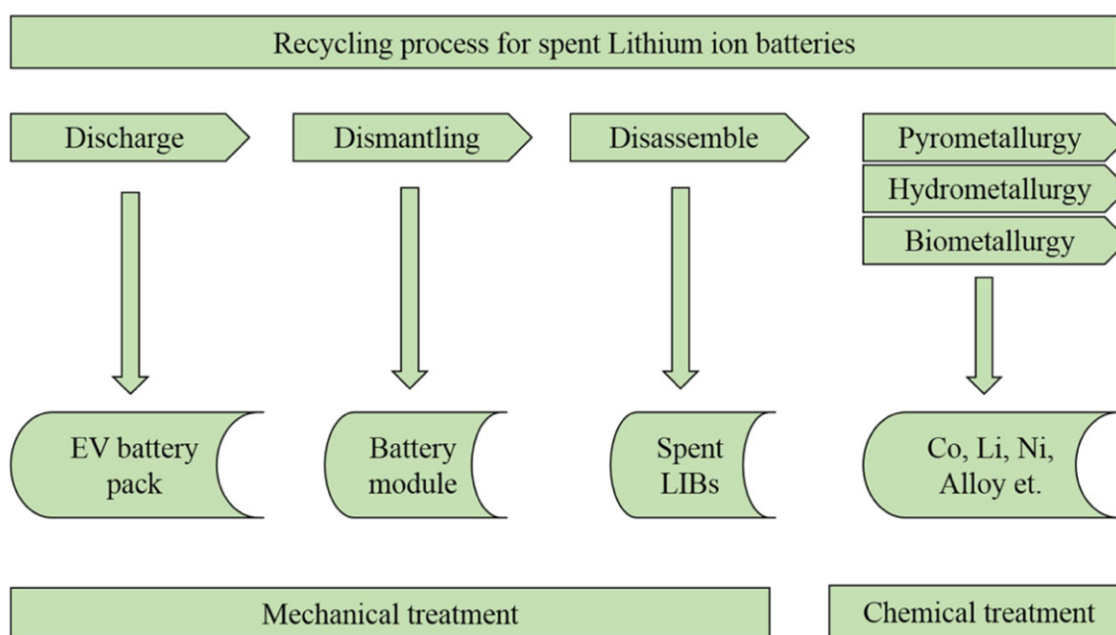 Recycling process for spent Lithium ion batteries
Discharge
Dismantling
Disassemble
Pyrometallurgy
Hydrometallurgy
Biometallurgy
EV battery
pack
Battery
module
Spent
LIBs
Co, Li, Ni,
Alloy et.
Mechanical treatment
Chemical treatment